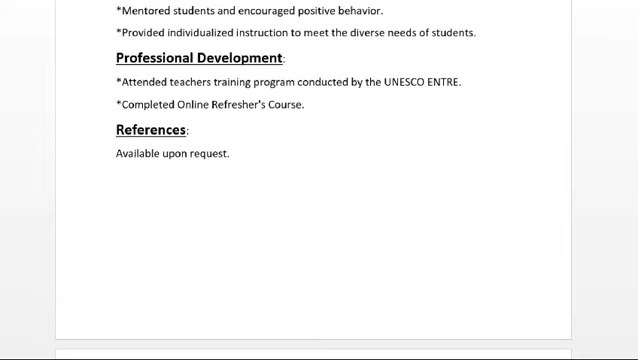 *Mentored students and encouraged positive behavior.
*Provided individualized instruction to meet the diverse needs of students.
Professional Development:
*Attended teachers training program conducted by the UNESCO ENTRE.
*Completed Online Refresher's Course.
References:
Available upon request.